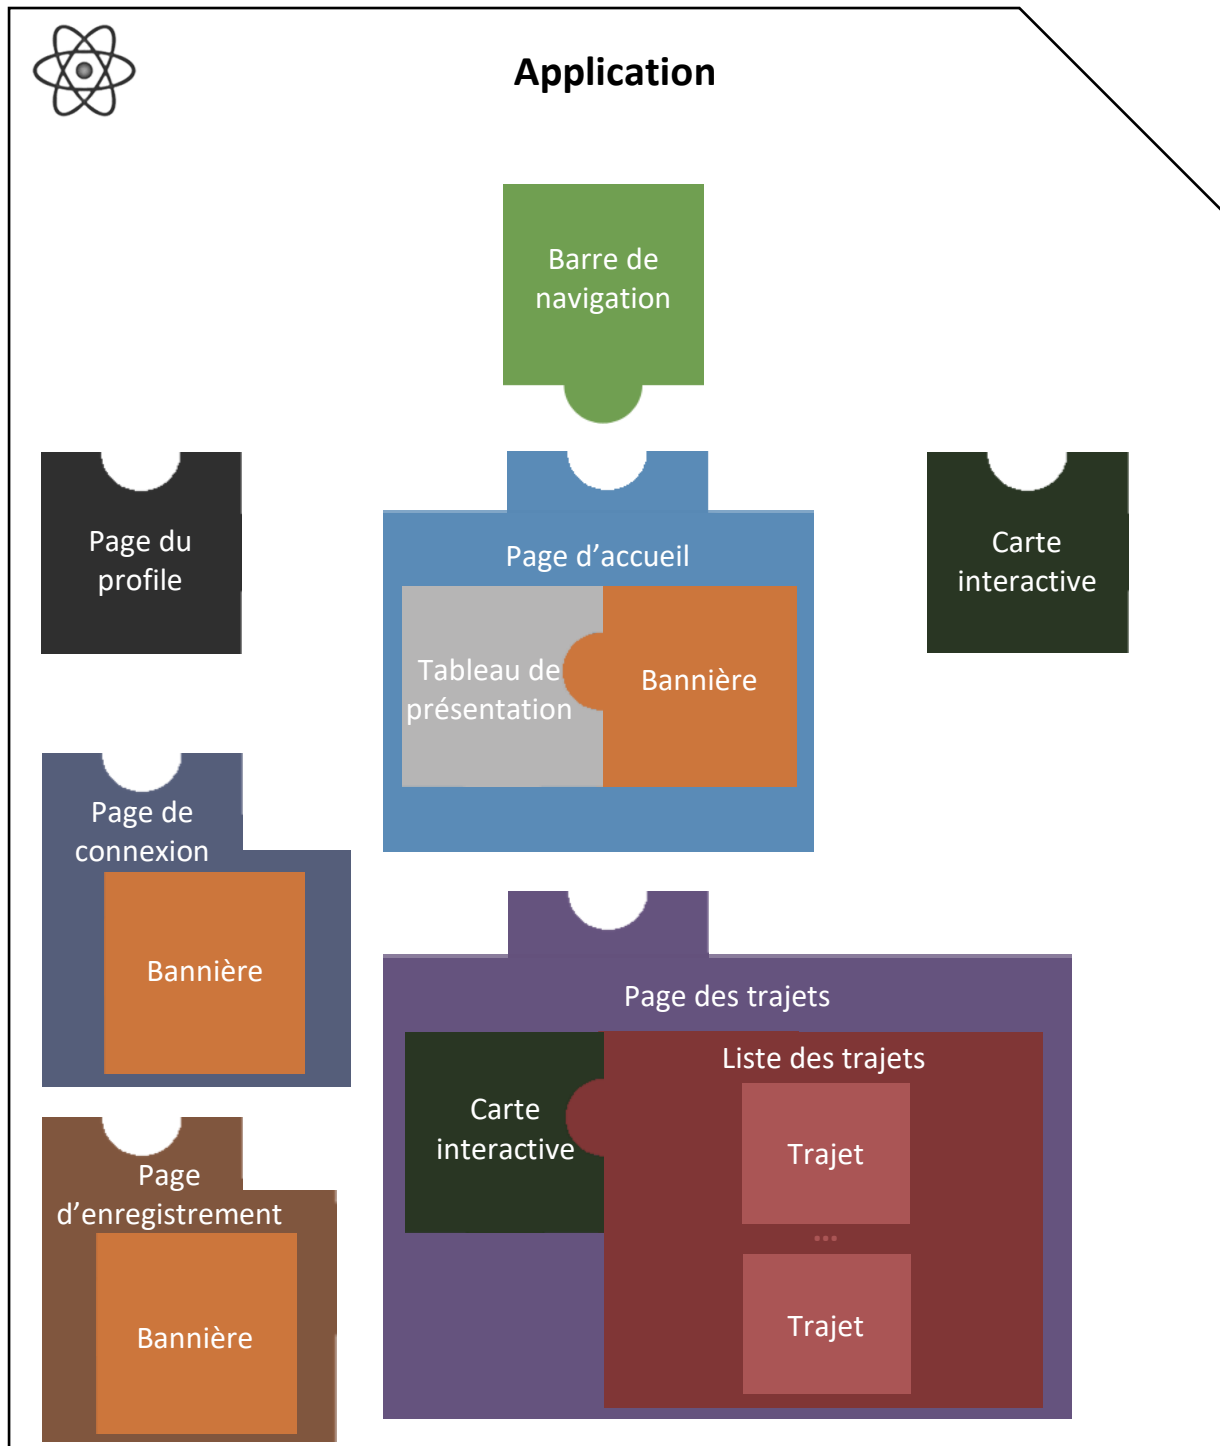 Application
Barre de
navigation
Page du
profile
Page d’accueil
Carte
interactive
Tableau de
présentation
Bannière
Page de
connexion
Bannière
Page des trajets
Liste des trajets
Carte
interactive
Trajet
...
Trajet
Page
d’enregistrement
Bannière